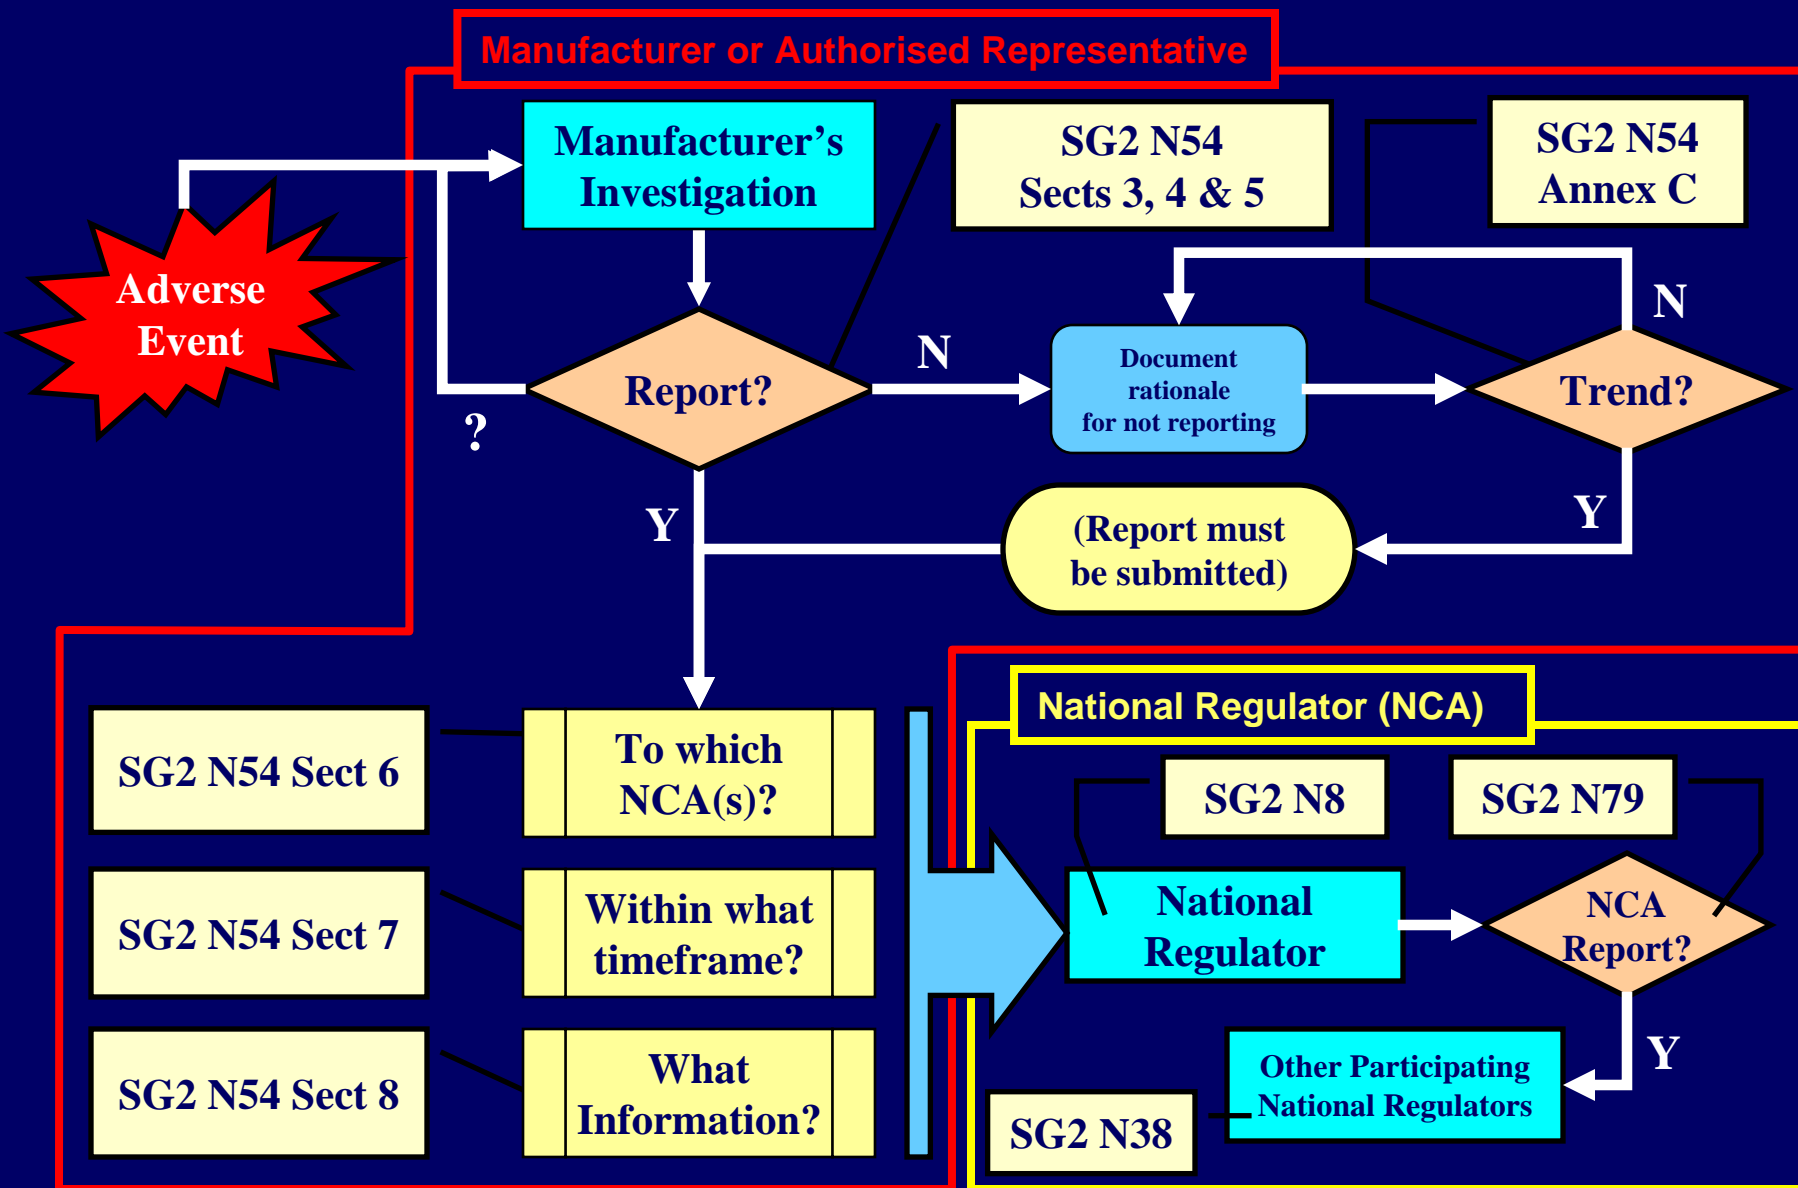 Manufacturer or Authorised Representative
Manufacturer's
Investigation
SG2 N54
Sects 3, 4 & 5
SG2 N54
Annex C
Adverse
Event
Report?
?
N
Document
rationale
for not reporting
Trend?
N
Y
Y
(Report must
be submitted)
SG2 N54 Sect 6
To which
NCA(s)?
SG2 N54 Sect 7
Within what
timeframe?
SG2 N54 Sect 8
What
Information?
National Regulator (NCA)
SG2 N8
SG2 N79
National
Regulator
NCA
Report?
Y
Other Participating
National Regulators
SG2 N38